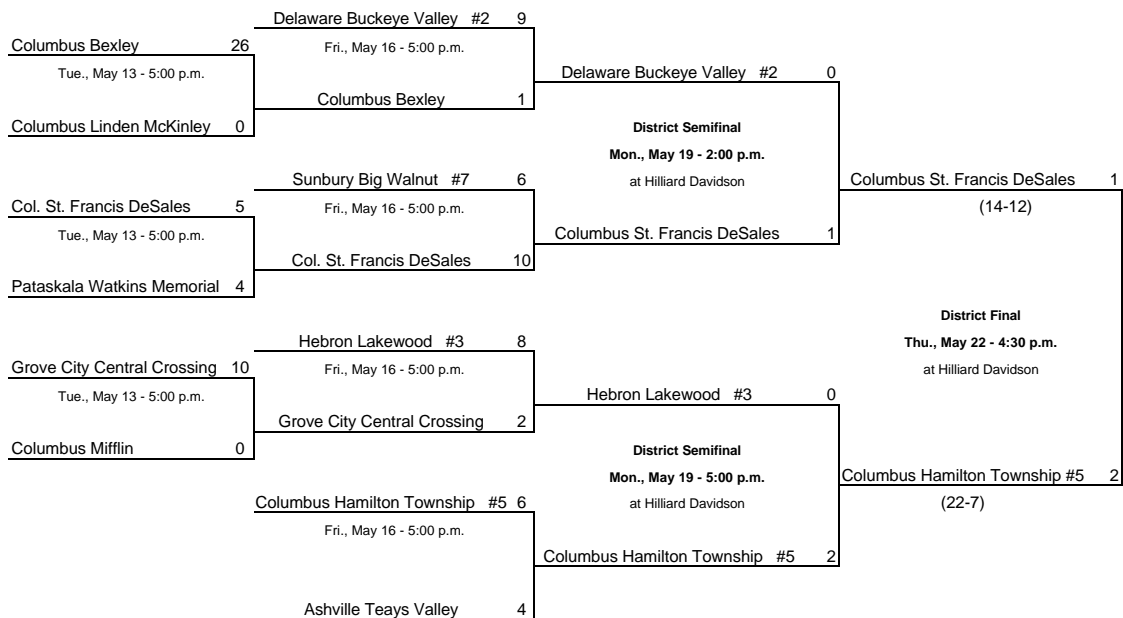 Delaware Buckeye Valley #2 9
Columbus Bexley 26
Fri., May 16 - 5:00 p.m.
Tue., May 13 - 5:00 p.m.
Delaware Buckeye Valley #2 0
Columbus Bexley 1
Columbus Linden McKinley 0
District Semifinal
Mon., May 19 - 2:00 p.m.
at Hilliard Davidson
Sunbury Big Walnut #7 6
Columbus St. Francis DeSales 1
Col. St. Francis DeSales 5
Fri., May 16 - 5:00 p.m.
(14-12)
Tue., May 13 - 5:00 p.m.
Columbus St. Francis DeSales 1
Col. St. Francis DeSales 10
Pataskala Watkins Memorial 4
District Final
Thu., May 22 - 4:30 p.m.
at Hilliard Davidson
Hebron Lakewood #3 8
Grove City Central Crossing 10
Fri., May 16 - 5:00 p.m.
Tue., May 13 - 5:00 p.m.
Hebron Lakewood #3 0
Grove City Central Crossing 2
Columbus Mifflin 0
District Semifinal
Mon., May 19 - 5:00 p.m.
at Hilliard Davidson
Columbus Hamilton Township #5 2
(22-7)
Columbus Hamilton Township #5 6
Fri., May 16 - 5:00 p.m.
Columbus Hamilton Township #5 2
Ashville Teays Valley 4